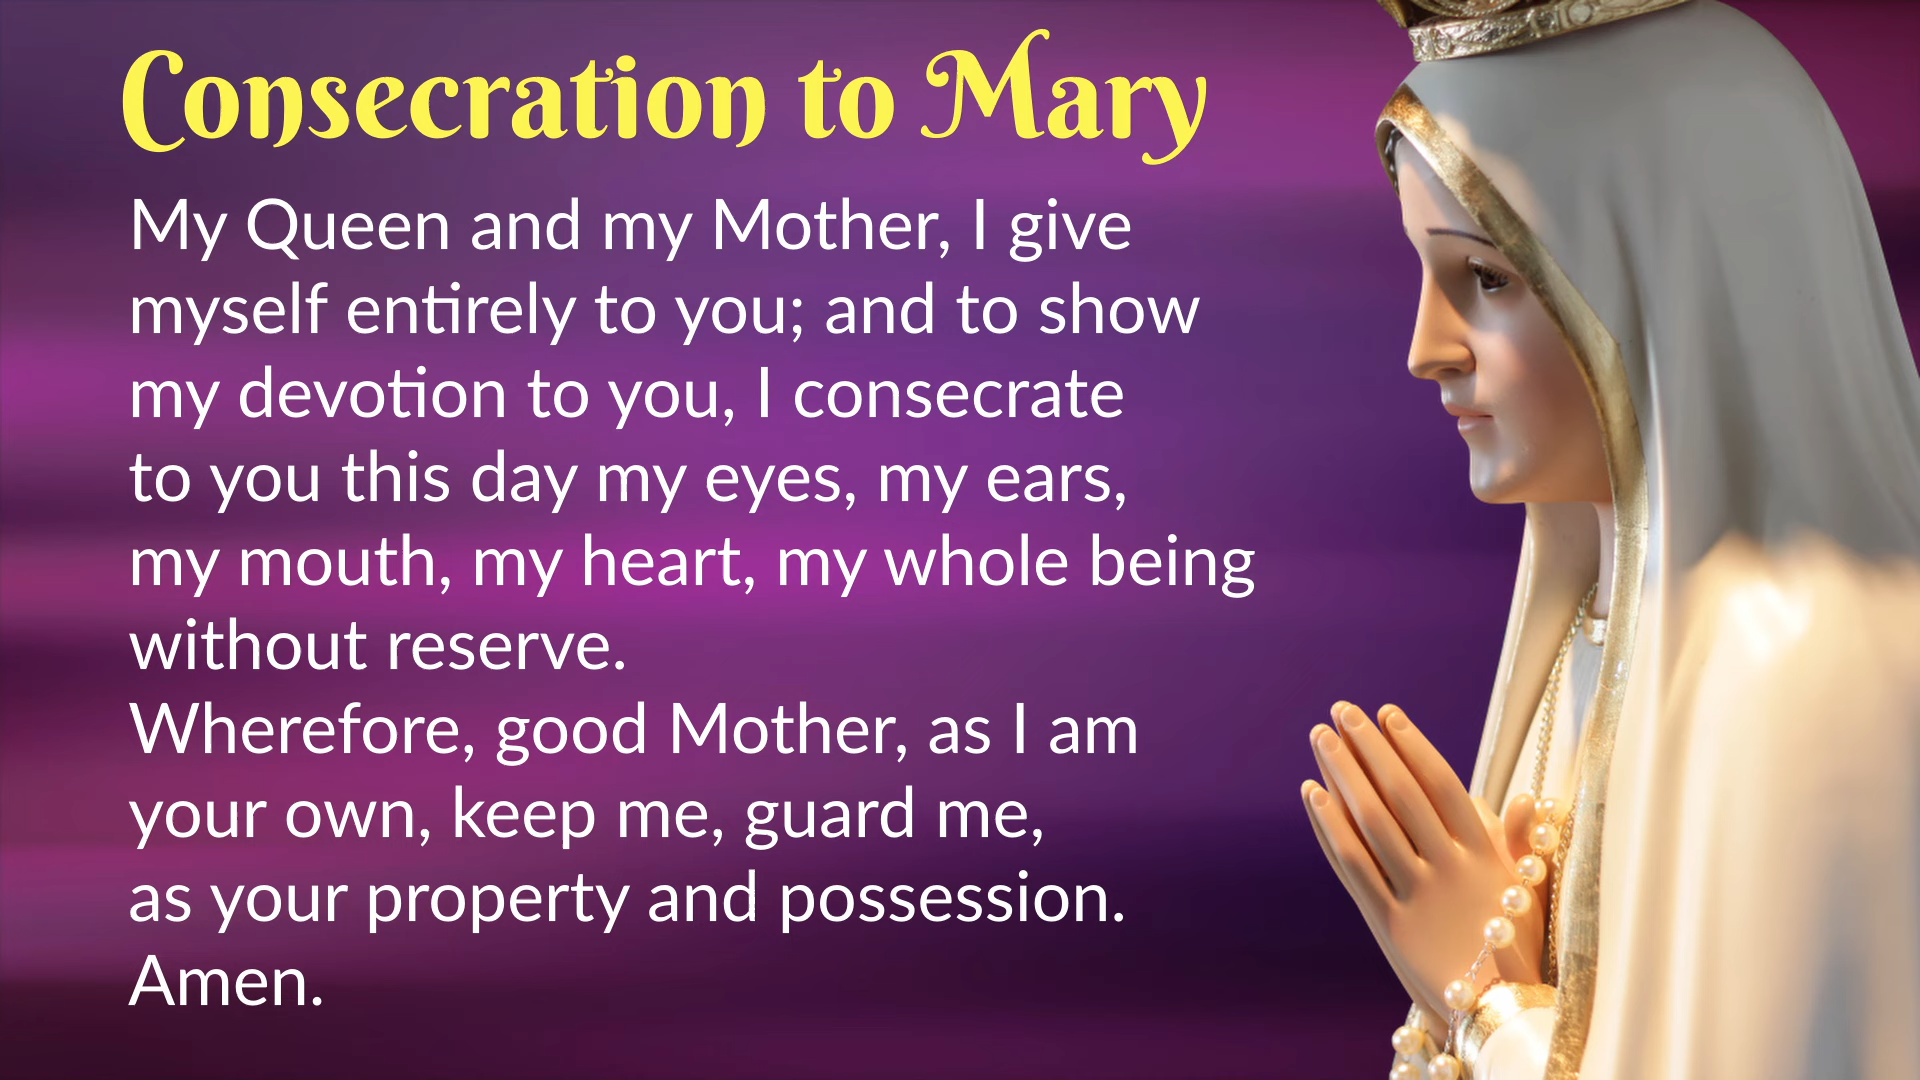 Consecration to Mary
My Queen and my Mother, I give
myself entirely to you; and to show
my devotion to you, I consecrate
to you this day my eyes, my ears,
my mouth, my heart, my whole being
without reserve.
Wherefore, good Mother, as I am
your own, keep me, guard me,
as your property and possession.
Amen.